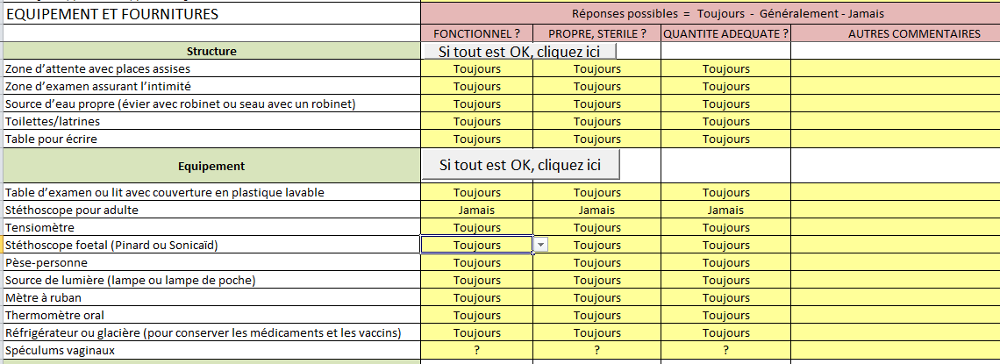 EQUIPEMENT ET FOURNITURES Réponses possibles = Toujours - Généralement - Jamais
FONCTIONNEL ? PROPRE, STERILE ? QUANTITE ADEQUATE ? AUTRES COMMENTAIRES
Structure Si tout est OK, cliquez ici
Zone d'attente avec places assises Toujours Toujours Toujours
Zone d'examen assurant l'intimité Toujours Toujours Toujours
Source d'eau propre (évier avec robinet ou seau avec un robinet) Toujours Toujours Toujours
Toilettes/latrines Toujours Toujours Toujours
Table pour écrire Toujours Toujours Toujours
Equipement Si tout est OK, cliquez ici
Table d'examen ou lit avec couverture en plastique lavable Toujours Toujours Toujours
Stéthoscope pour adulte Jamais Jamais Jamais
Tensiomètre Toujours Toujours Toujours
Stéthoscope foetal (Pinard ou Sonicaïd) Toujours Toujours Toujours
Pèse-personne Toujours Toujours Toujours
Source de lumière (lampe ou lampe de poche) Toujours Toujours Toujours
Mètre à ruban Toujours Toujours Toujours
Thermomètre oral Toujours Toujours Toujours
Réfrigérateur ou glacière (pour conserver les médicaments et les vaccins) Toujours Toujours Toujours
Spéculums vaginaux ? ? ?